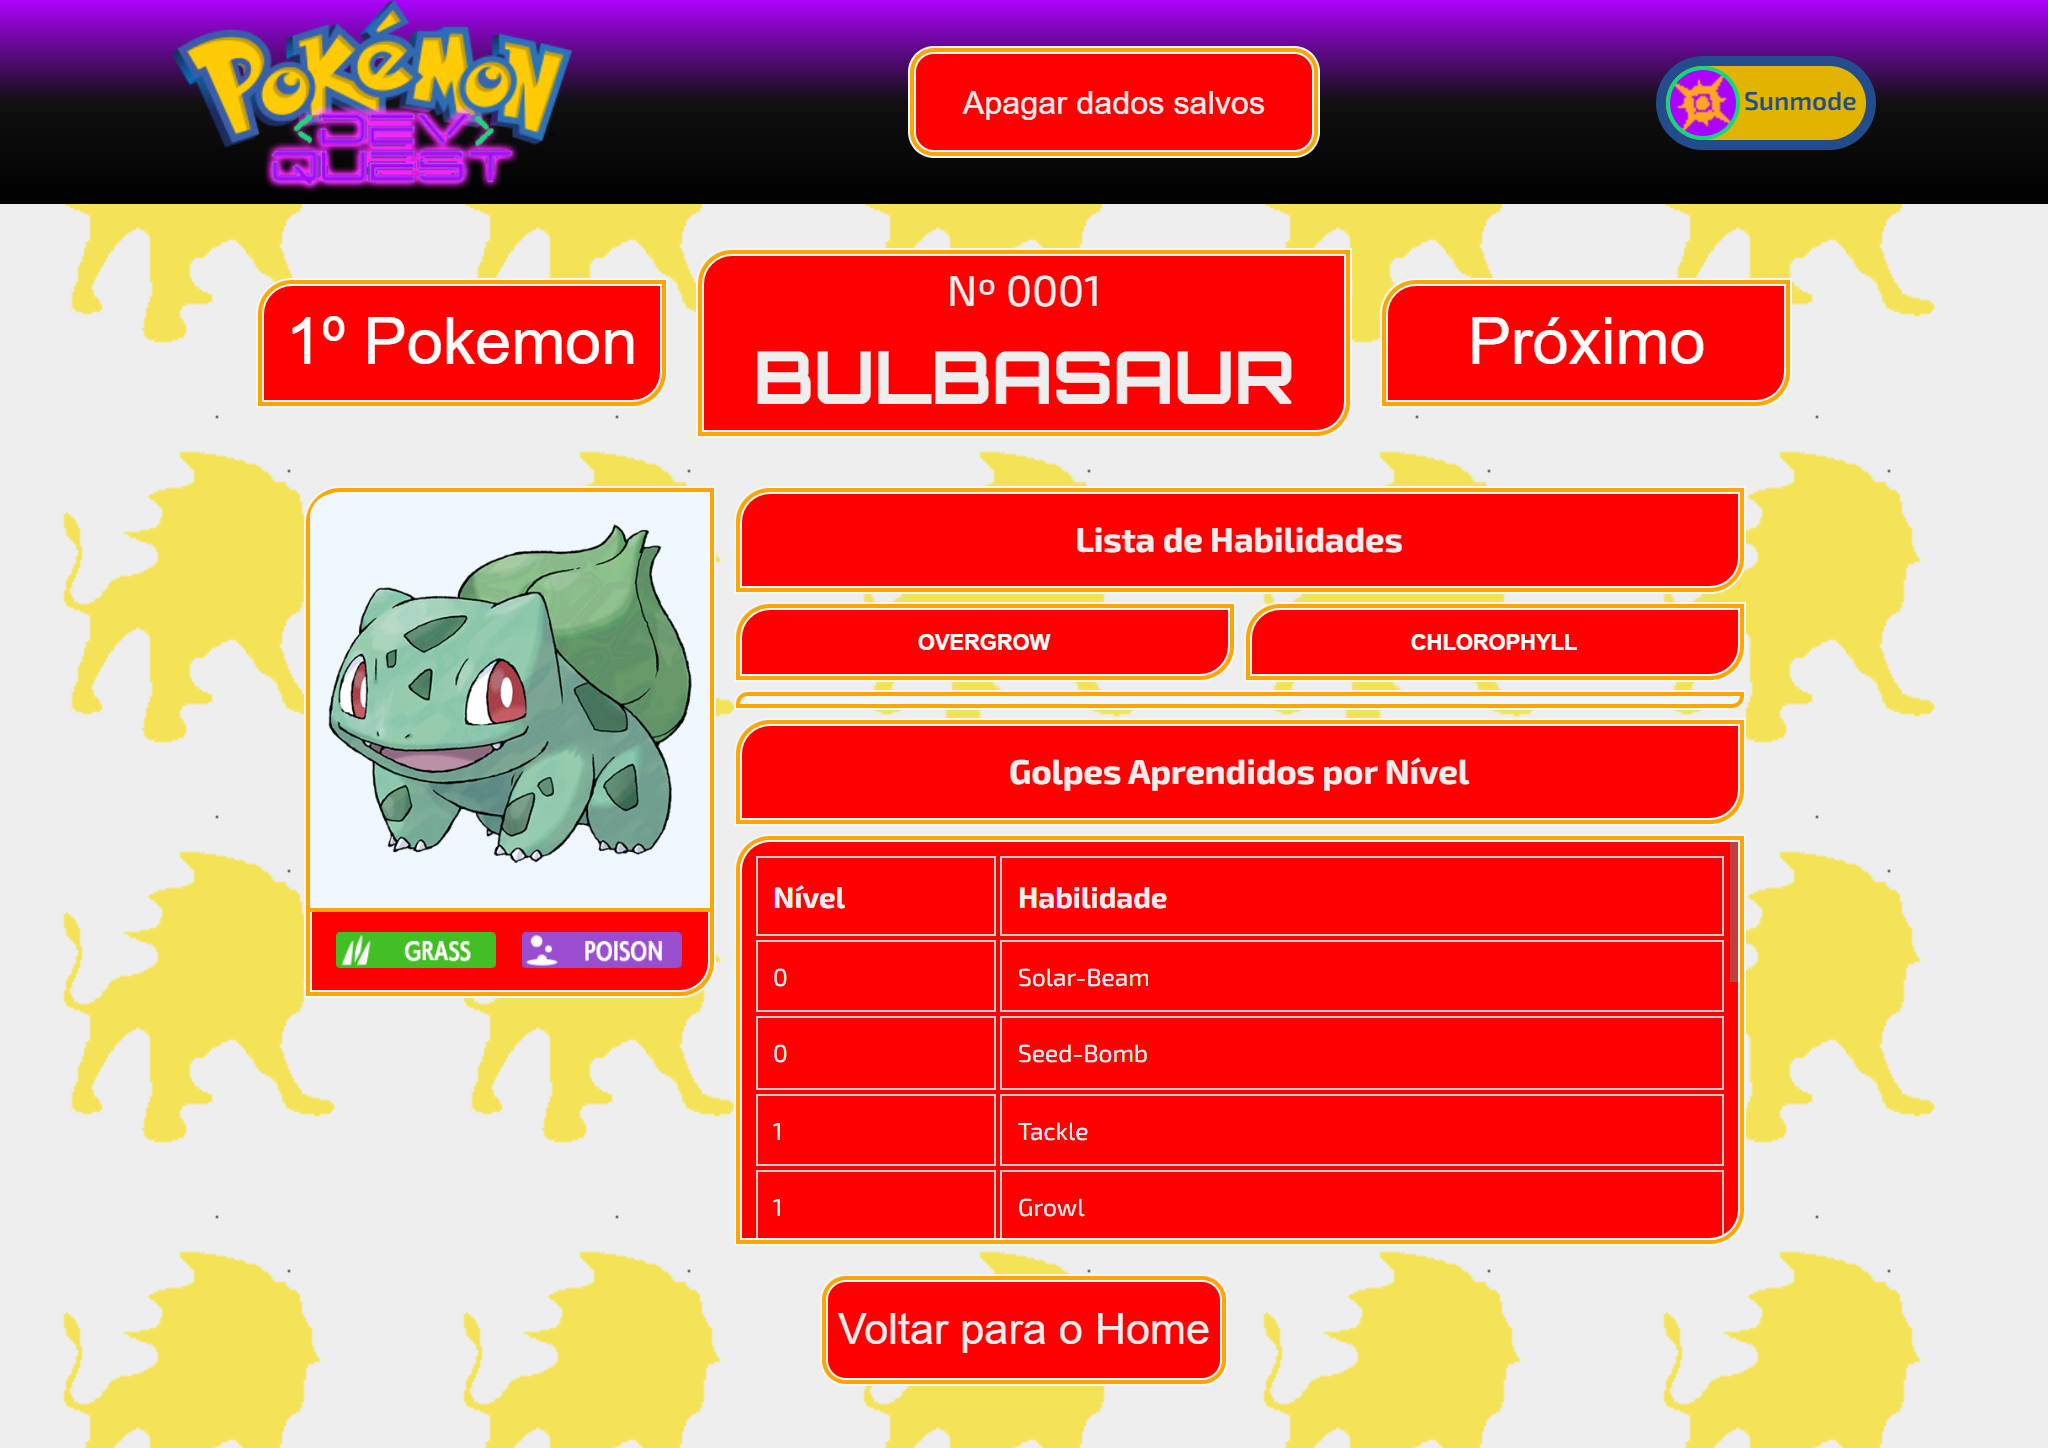 POKéMON
DEV
QUEST
Apagar dados salvos
Sunmode
1º Pokemon
Nº 0001
BULBASAUR
Próximo
Lista de Habilidades
OVERGROW
CHLOROPHYLL
Golpes Aprendidos por Nível
Nível Habilidade
0 Solar-Beam
0 Seed-Bomb
1 Tackle
1 Growl
GRASS
POISON
Voltar para o Home